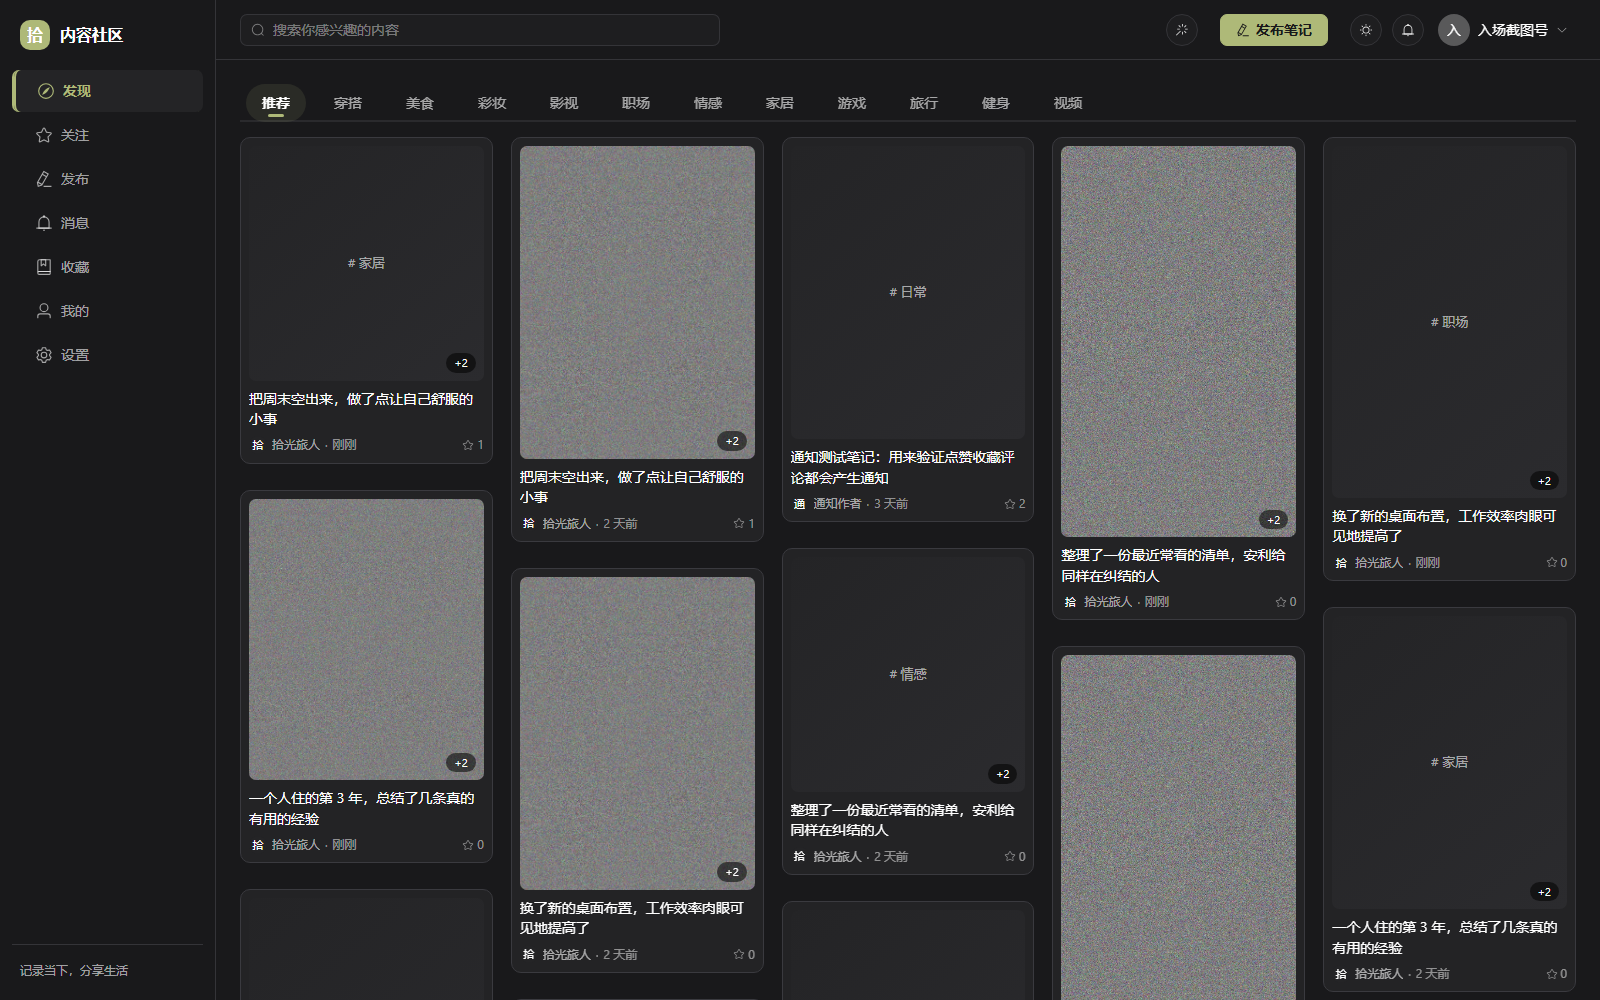 拾 内容社区
发现
关注
发布
消息
收藏
我的
设置
记录当下，分享生活
搜索你感兴趣的内容
发布笔记
入 入场截图号
推荐 穿搭 美食 彩妆 影视 职场 情感 家居 游戏 旅行 健身 视频
# 家居
+2
把周末空出来，做了点让自己舒服的
小事
拾 拾光旅人 · 刚刚 1
+2
一个人住的第 3 年，总结了几条真的
有用的经验
拾 拾光旅人 · 刚刚 0
+2
把周末空出来，做了点让自己舒服的
小事
拾 拾光旅人 · 2 天前 1
+2
换了新的桌面布置，工作效率肉眼可
见地提高了
拾 拾光旅人 · 2 天前 0
# 日常
通知测试笔记：用来验证点赞收藏评
论都会产生通知
通 通知作者 · 3 天前 2
# 情感
+2
整理了一份最近常看的清单，安利给
同样在纠结的人
拾 拾光旅人 · 2 天前 0
+2
整理了一份最近常看的清单，安利给
同样在纠结的人
拾 拾光旅人 · 刚刚 0
# 职场
+2
换了新的桌面布置，工作效率肉眼可
见地提高了
拾 拾光旅人 · 刚刚 0
# 家居
+2
一个人住的第 3 年，总结了几条真的
有用的经验
拾 拾光旅人 · 2 天前 0